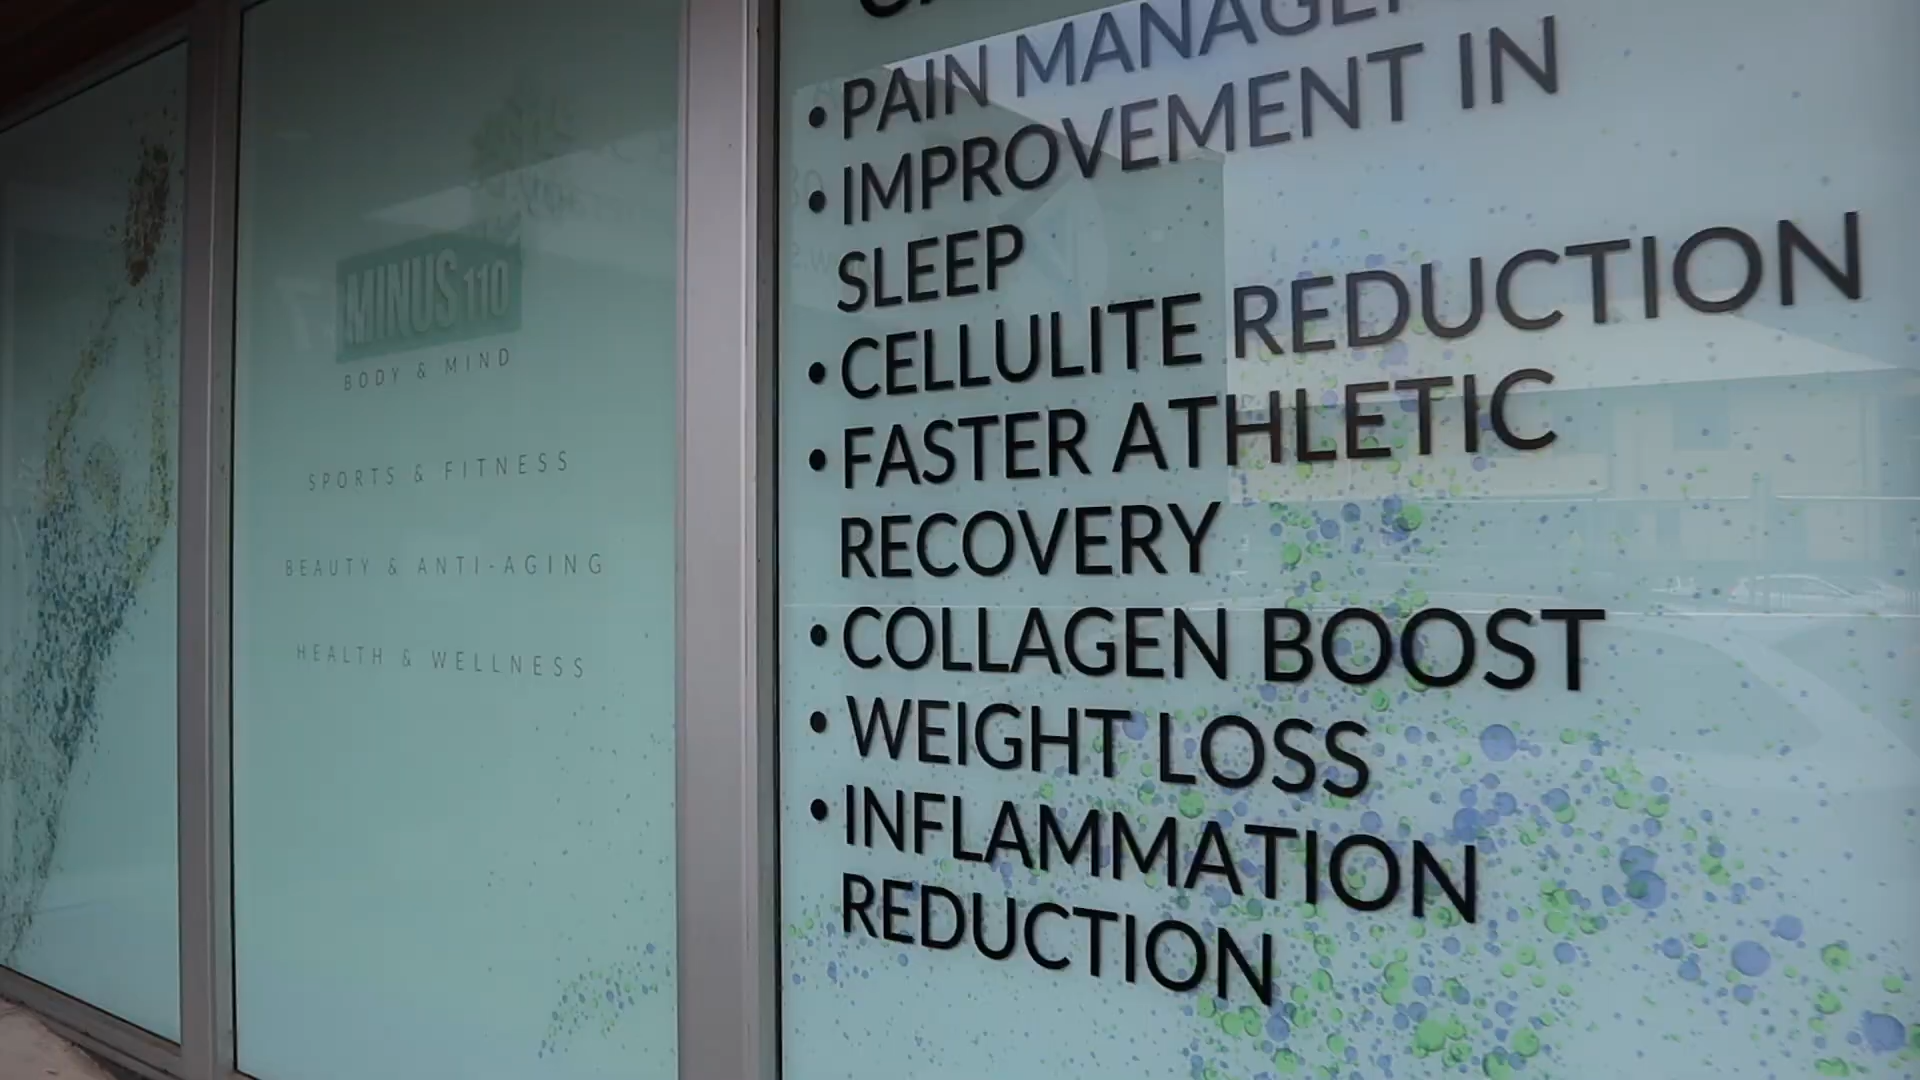 MINUS 110
BODY & MIND
SPORTS & FITNESS
BEAUTY & ANTI-AGING
HEALTH & WELLNESS
• PAIN
• IMPROVEMENT IN
SLEEP
• CELLULITE REDUCTION
• FASTER ATHLETIC
RECOVERY
• COLLAGEN BOOST
• WEIGHT LOSS
• INFLAMMATION
REDUCTION